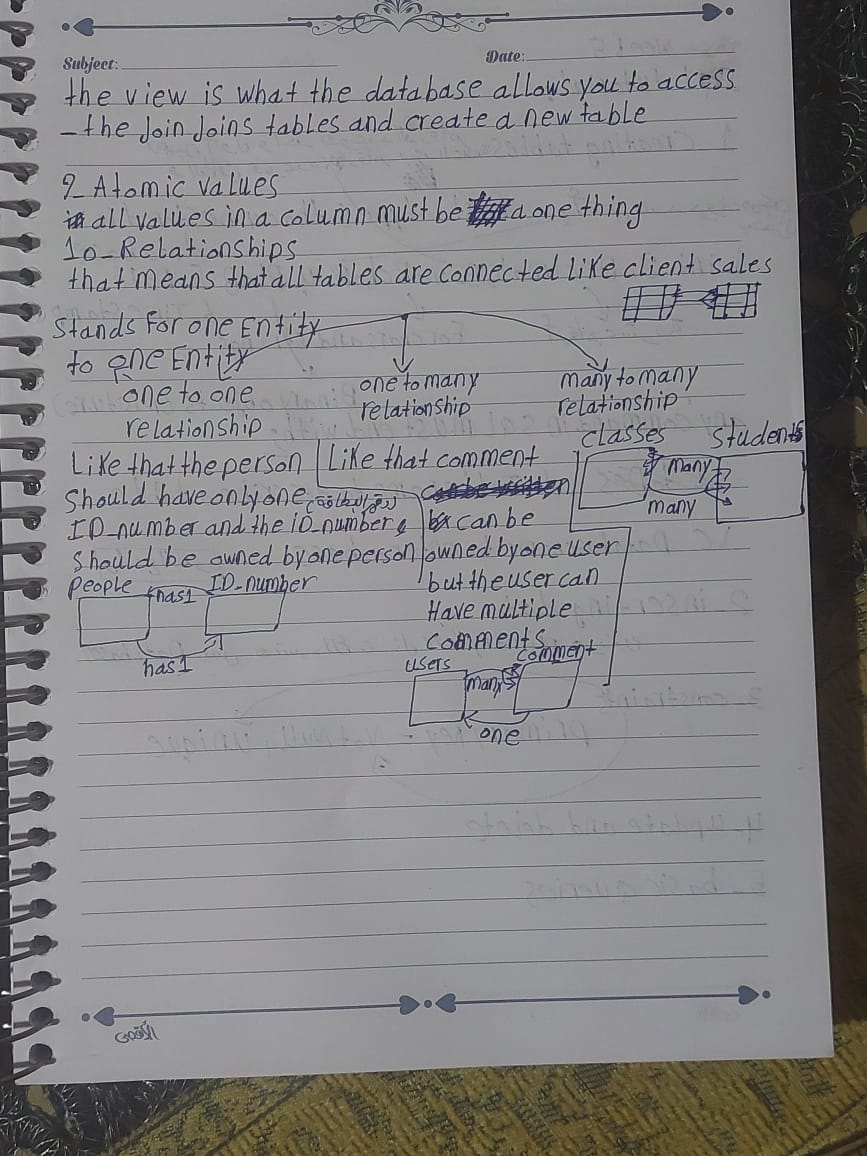 Subject:
Date:
the view is what the database allows you to access
- the Join Joins tables and create a new table
9_ Atomic values
all values in a column must be a one thing
10_ Relationships
that means that all tables are connected like client sales
Stands For one Entity
to one Entity
one to one
relationship
one to many
relationship
many to many
relationship
Like that the person
Should have only one
ID_number and the iD_number
Should be owned by one person
People
ID_number
has1
has1
Like that comment
can be
owned by one user
but the user can
Have multiple
comments
users
comment
many
one
classes
students
many
many